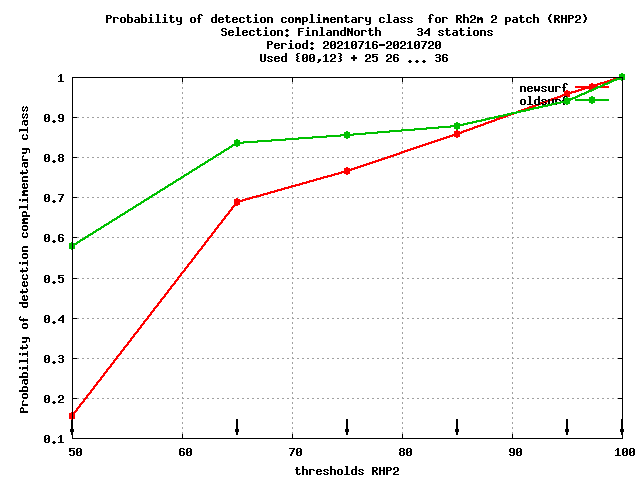 Probability of detection complimentary class  for Rh2m 2 patch (RHP2)
Selection: FinlandNorth     34 stations
Period: 20210716-20210720
Used {00,12} + 25 26 ... 36
newsurf
oldsurf
Probability of detection complimentary class
1
0.9
0.8
0.7
0.6
0.5
0.4
0.3
0.2
0.1
50 60 70 80 90 100
thresholds RHP2